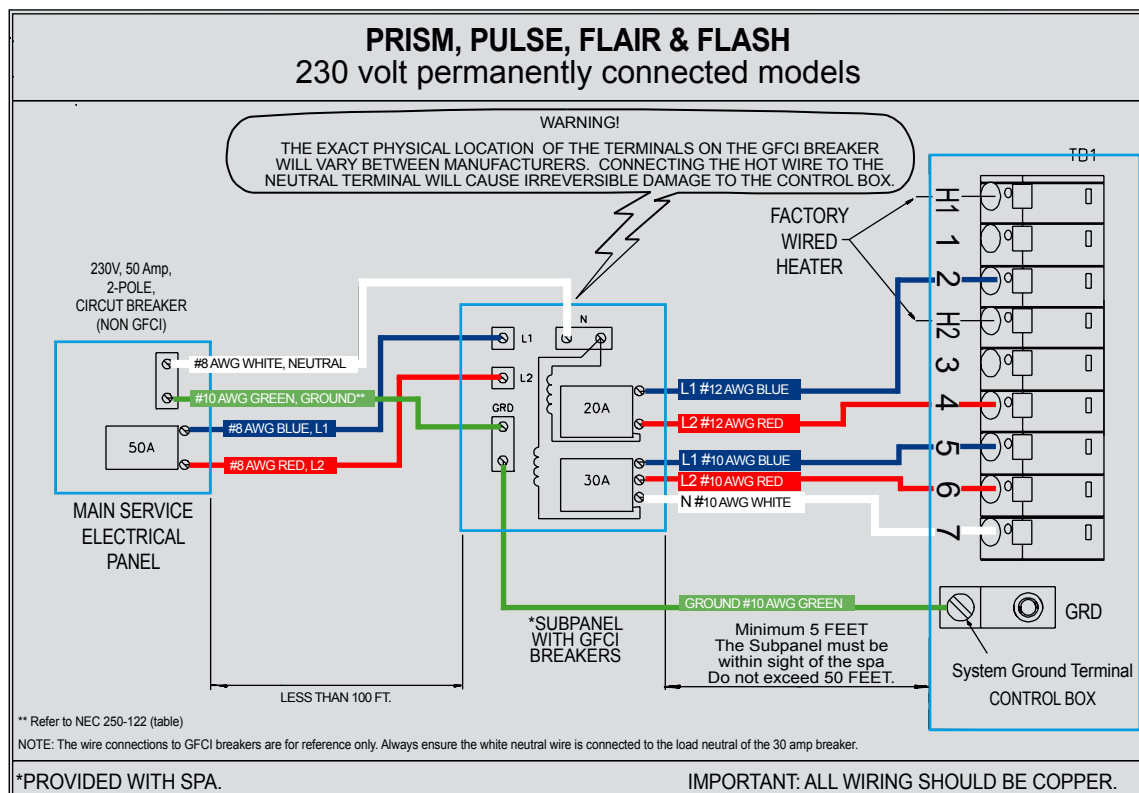 PRISM, PULSE, FLAIR & FLASH
230 volt permanently connected models
WARNING!
THE EXACT PHYSICAL LOCATION OF THE TERMINALS ON THE GFCI BREAKER
WILL VARY BETWEEN MANUFACTURERS. CONNECTING THE HOT WIRE TO THE
NEUTRAL TERMINAL WILL CAUSE IRREVERSIBLE DAMAGE TO THE CONTROL BOX.
TB1
H1
1
2
H2
3
4
5
6
7
FACTORY
WIRED
HEATER
230V, 50 Amp,
2-POLE,
CIRCUT BREAKER
(NON GFCI)
#8 AWG WHITE, NEUTRAL
#10 AWG GREEN, GROUND**
#8 AWG BLUE, L1
#8 AWG RED, L2
50A
MAIN SERVICE
ELECTRICAL
PANEL
N
L1
L2
GRD
20A
30A
L1 #12 AWG BLUE
L2 #12 AWG RED
L1 #10 AWG BLUE
L2 #10 AWG RED
N #10 AWG WHITE
GROUND #10 AWG GREEN
GRD
*SUBPANEL
WITH GFCI
BREAKERS
Minimum 5 FEET
The Subpanel must be
within sight of the spa
Do not exceed 50 FEET.
System Ground Terminal
CONTROL BOX
LESS THAN 100 FT.
** Refer to NEC 250-122 (table)
NOTE: The wire connections to GFCI breakers are for reference only. Always ensure the white neutral wire is connected to the load neutral of the 30 amp breaker.
*PROVIDED WITH SPA.
IMPORTANT: ALL WIRING SHOULD BE COPPER.